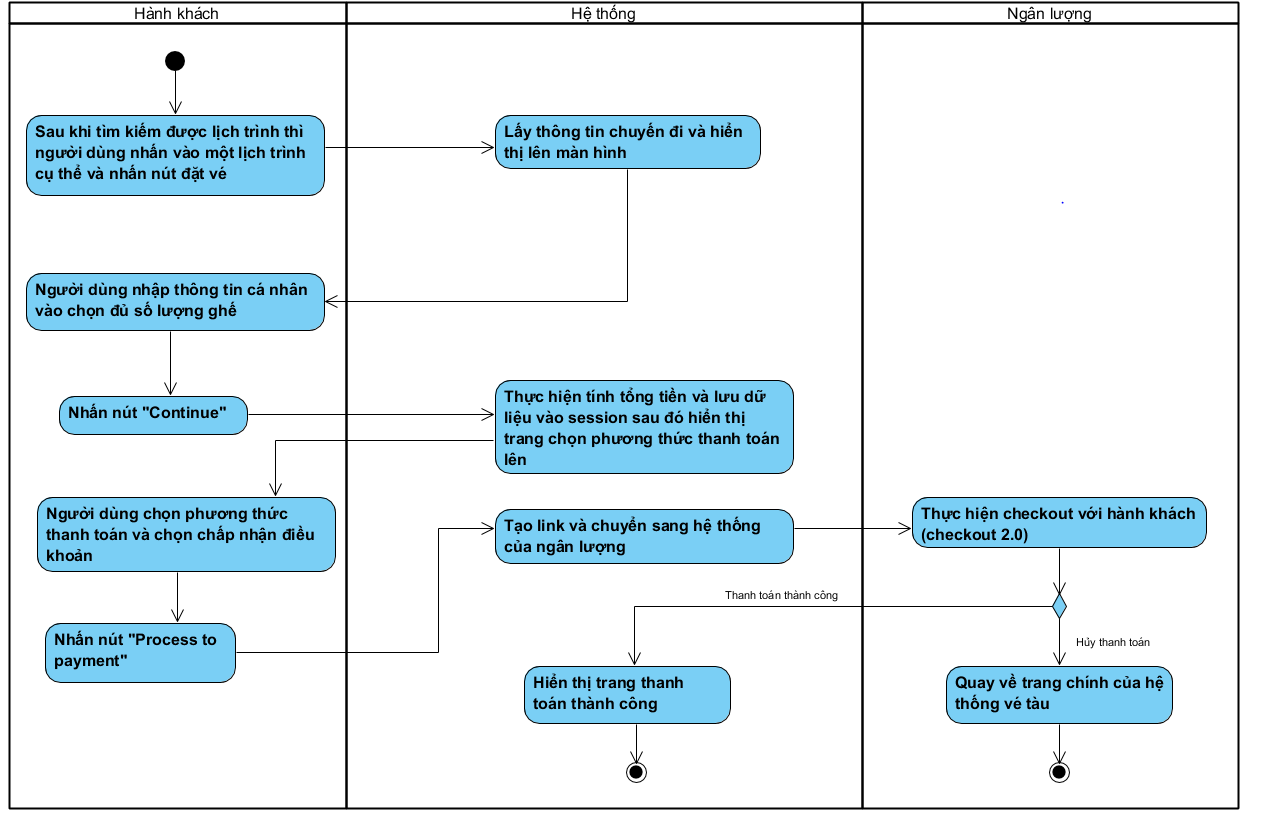 Hành khách
Hệ thống
Ngân lượng
Sau khi tìm kiếm được lịch trình thì
người dùng nhấn vào một lịch trình
cụ thể và nhấn nút đặt vé
Lấy thông tin chuyến đi và hiển
thị lên màn hình
Người dùng nhập thông tin cá nhân
vào chọn đủ số lượng ghế
Nhấn nút "Continue"
Thực hiện tính tổng tiền và lưu dữ
liệu vào session sau đó hiển thị
trang chọn phương thức thanh toán
lên
Người dùng chọn phương thức
thanh toán và chọn chấp nhận điều
khoản
Tạo link và chuyển sang hệ thống
của ngân lượng
Thực hiện checkout với hành khách
(checkout 2.0)
Thanh toán thành công
Nhấn nút "Process to
payment"
Hủy thanh toán
Hiển thị trang thanh
toán thành công
Quay về trang chính của hệ
thống vé tàu